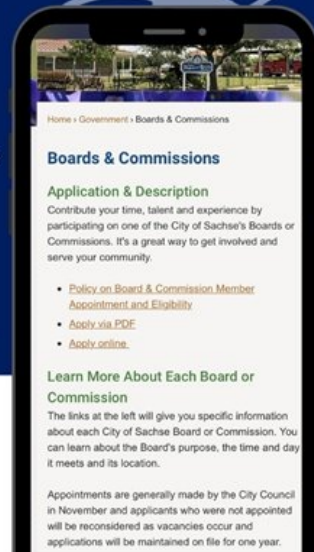 Home › Government › Boards & Commissions
Boards & Commissions
Application & Description
Contribute your time, talent and experience by
participating on one of the City of Sachse's Boards or
Commissions. It's a great way to get involved and
serve your community.
• Policy on Board & Commission Member
Appointment and Eligibility
• Apply via PDF
• Apply online
Learn More About Each Board or
Commission
The links at the left will give you specific information
about each City of Sachse Board or Commission. You
can learn about the Board's purpose, the time and day
it meets and its location.
Appointments are generally made by the City Council
in November and applicants who were not appointed
will be reconsidered as vacancies occur and
applications will be maintained on file for one year.